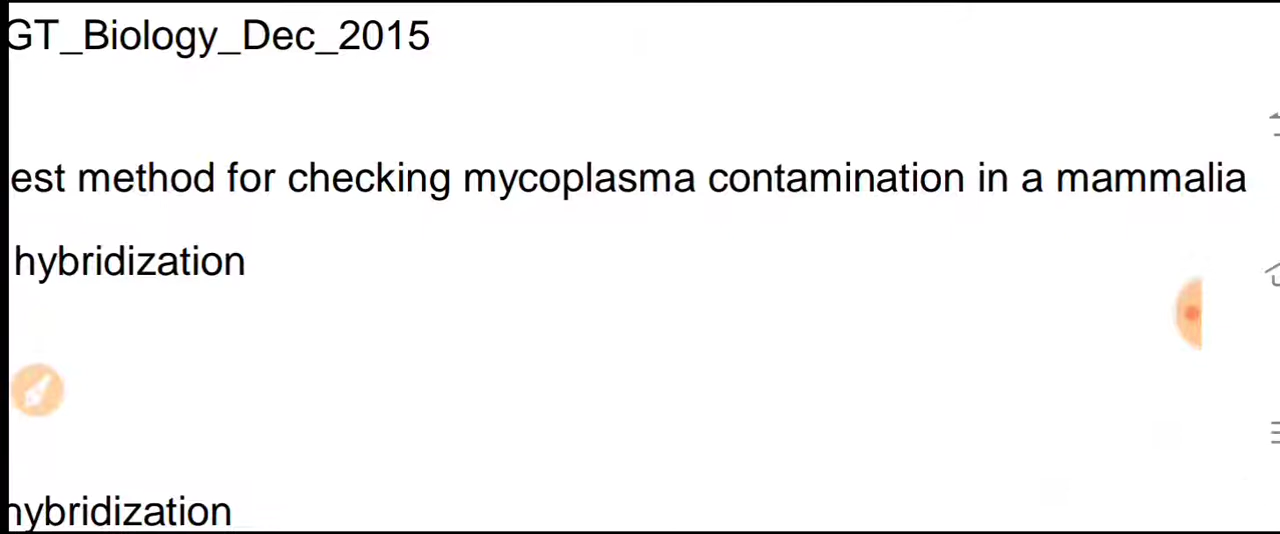 GT_Biology_Dec_2015
est method for checking mycoplasma contamination in a mammalia
hybridization
hybridization